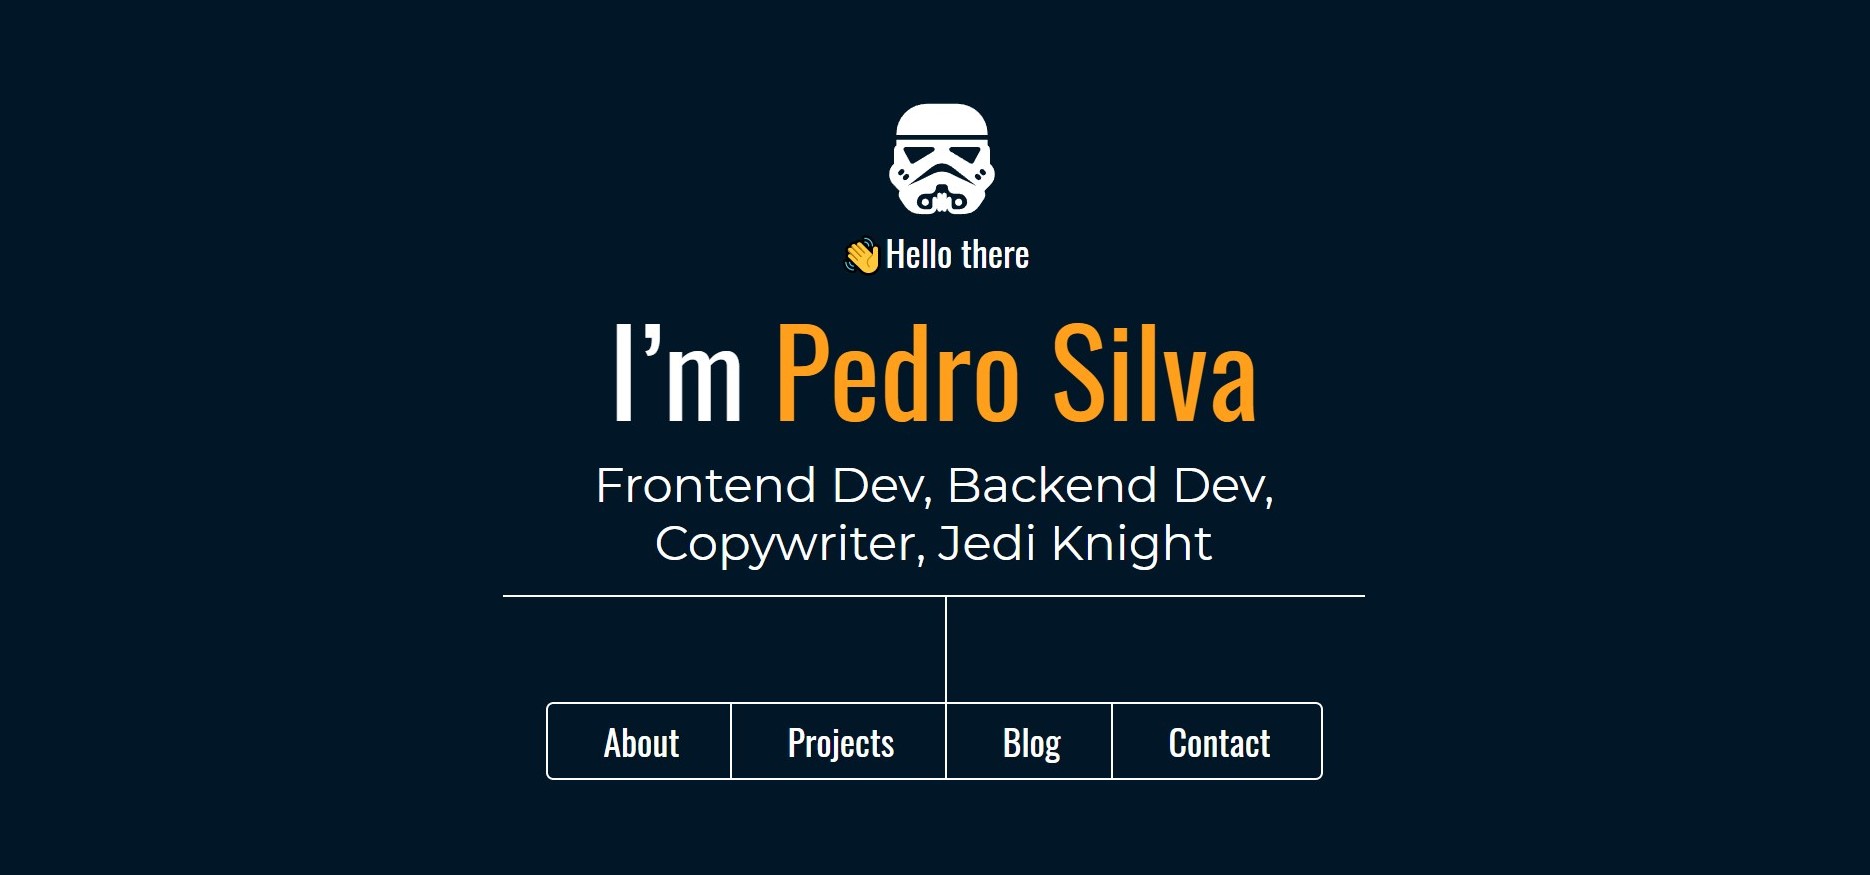 👋Hello there
I’m Pedro Silva
Frontend Dev, Backend Dev,
Copywriter, Jedi Knight
About Projects Blog Contact